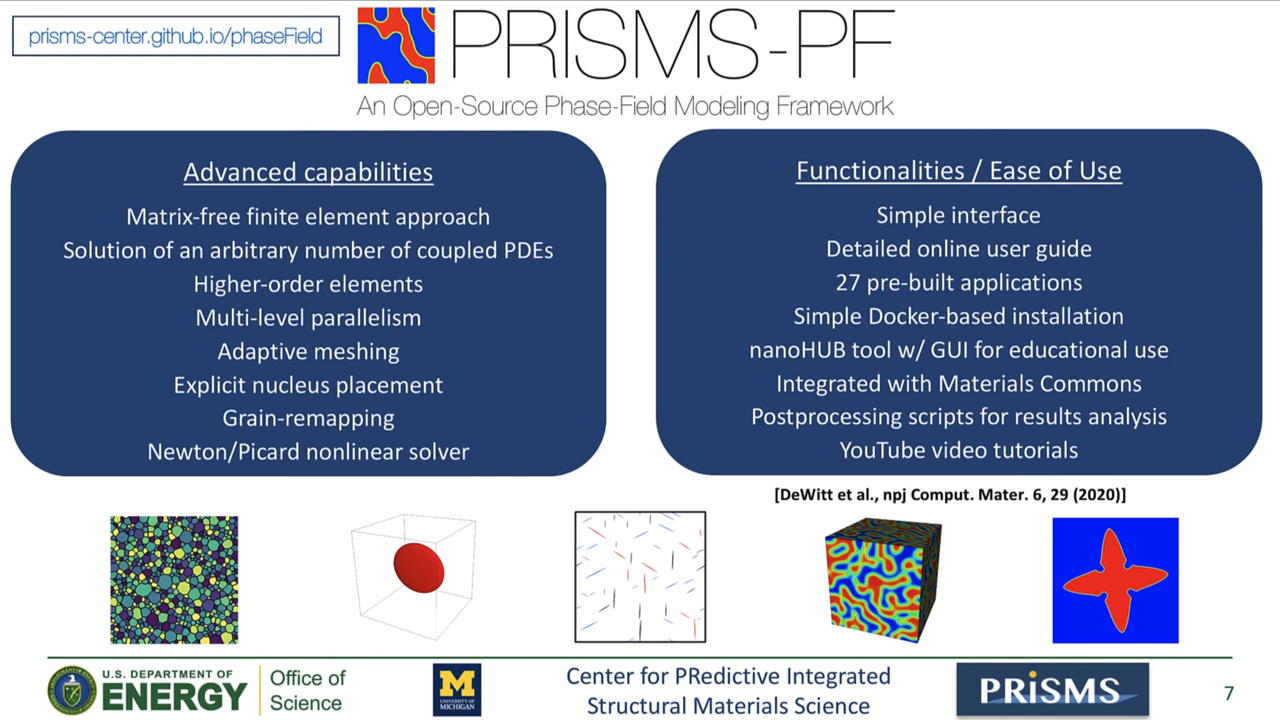 prisms-center.github.io/phaseField
PRISMS-PF
An Open-Source Phase-Field Modeling Framework
Advanced capabilities
Matrix-free finite element approach
Solution of an arbitrary number of coupled PDEs
Higher-order elements
Multi-level parallelism
Adaptive meshing
Explicit nucleus placement
Grain-remapping
Newton/Picard nonlinear solver
Functionalities / Ease of Use
Simple interface
Detailed online user guide
27 pre-built applications
Simple Docker-based installation
nanoHUB tool w/ GUI for educational use
Integrated with Materials Commons
Postprocessing scripts for results analysis
YouTube video tutorials
[DeWitt et al., npj Comput. Mater. 6, 29 (2020)]
U.S. DEPARTMENT OF
ENERGY
Office of
Science
M
UNIVERSITY OF
MICHIGAN
Center for PRedictive Integrated
Structural Materials Science
PRiSMS
7